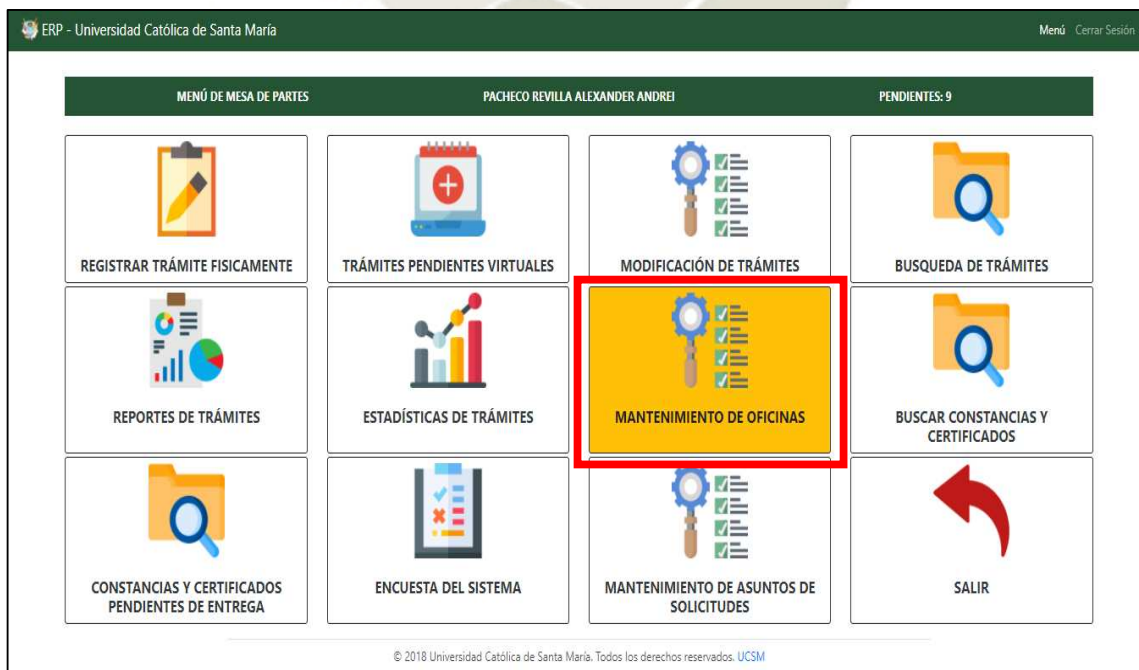 ERP - Universidad Católica de Santa María
Menú Cerrar Sesión
MENÚ DE MESA DE PARTES
PACHECO REVILLA ALEXANDER ANDREI
PENDIENTES: 9
REGISTRAR TRÁMITE FISICAMENTE
TRÁMITES PENDIENTES VIRTUALES
MODIFICACIÓN DE TRÁMITES
BUSQUEDA DE TRÁMITES
REPORTES DE TRÁMITES
ESTADÍSTICAS DE TRÁMITES
MANTENIMIENTO DE OFICINAS
BUSCAR CONSTANCIAS Y
CERTIFICADOS
CONSTANCIAS Y CERTIFICADOS
PENDIENTES DE ENTREGA
ENCUESTA DEL SISTEMA
MANTENIMIENTO DE ASUNTOS DE
SOLICITUDES
SALIR
© 2018 Universidad Católica de Santa María. Todos los derechos reservados. UCSM